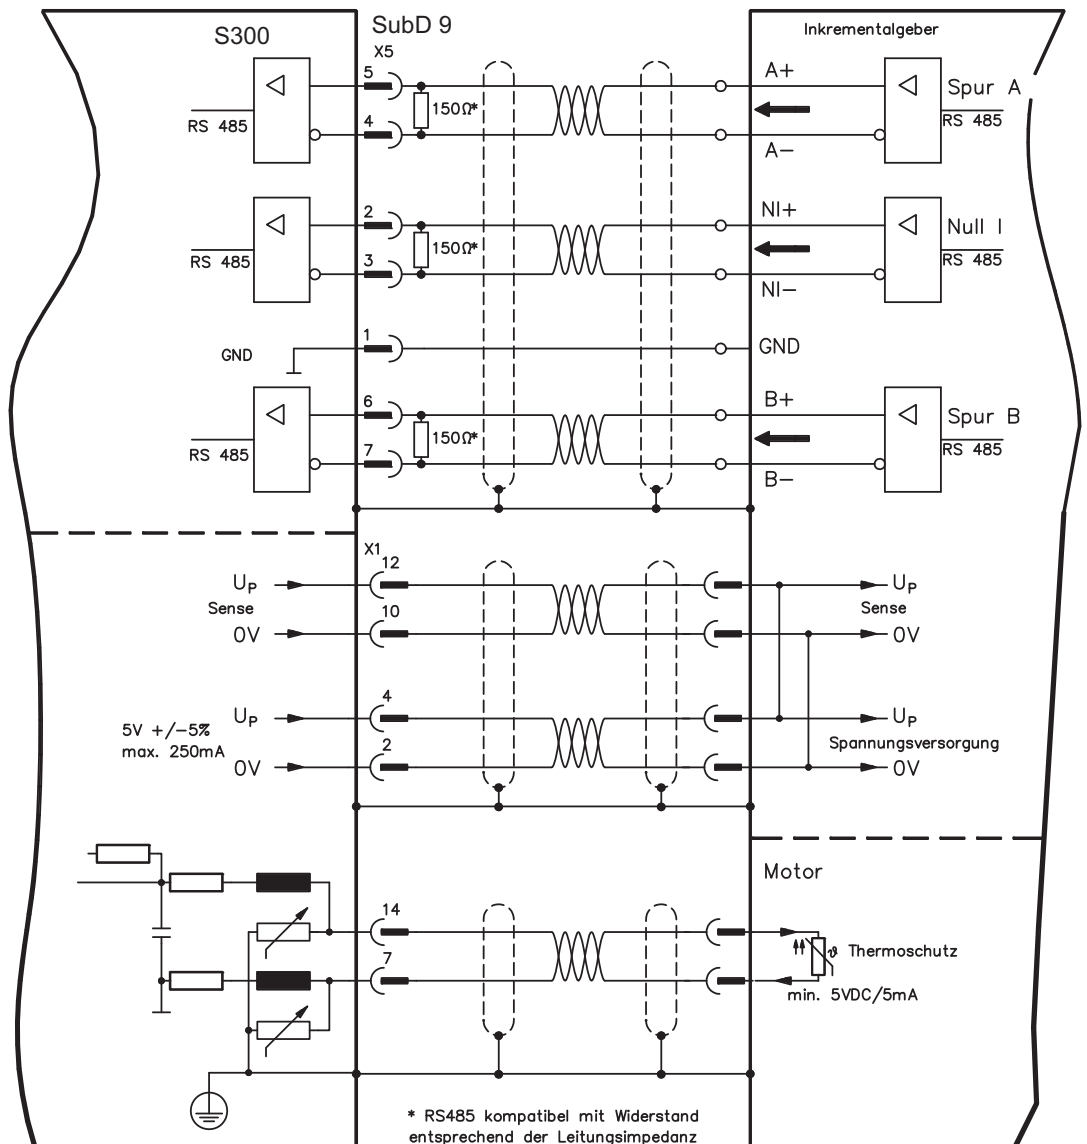 S300
SubD 9
Inkrementalgeber
X5
5
A+
Spur A
150Ω*
RS 485
RS 485
4
A–
2
NI+
Null I
150Ω*
RS 485
RS 485
3
NI–
1
GND
GND
6
B+
Spur B
150Ω*
RS 485
RS 485
7
B–
X1
12
UP
UP
Sense
Sense
10
0V
0V
4
UP
UP
5V +/–5%
max. 250mA
Spannungsversorgung
2
0V
0V
Motor
14
ϑ Thermoschutz
7
min. 5VDC/5mA
* RS485 kompatibel mit Widerstand
entsprechend der Leitungsimpedanz